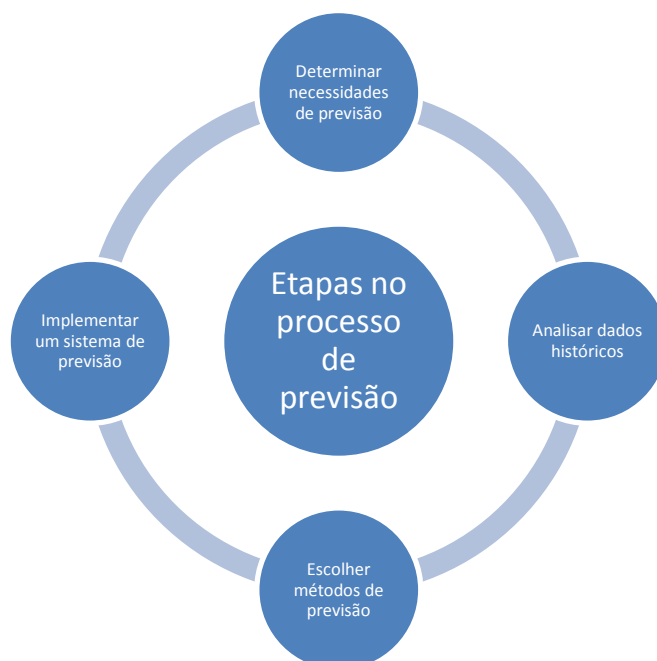 Determinar
necessidades
de previsão
Implementar
um sistema de
previsão
Etapas no
processo
de
previsão
Analisar dados
históricos
Escolher
métodos de
previsão